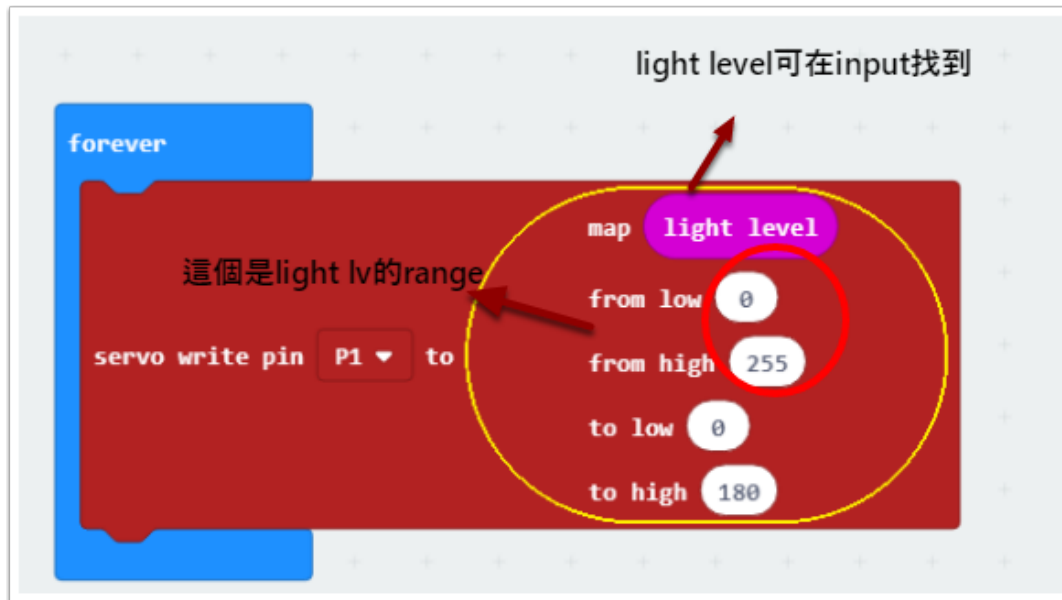 light level可在input找到
forever
map light level
這個是light lv的range
from low 0
servo write pin P1 to
from high 255
to low 0
to high 180